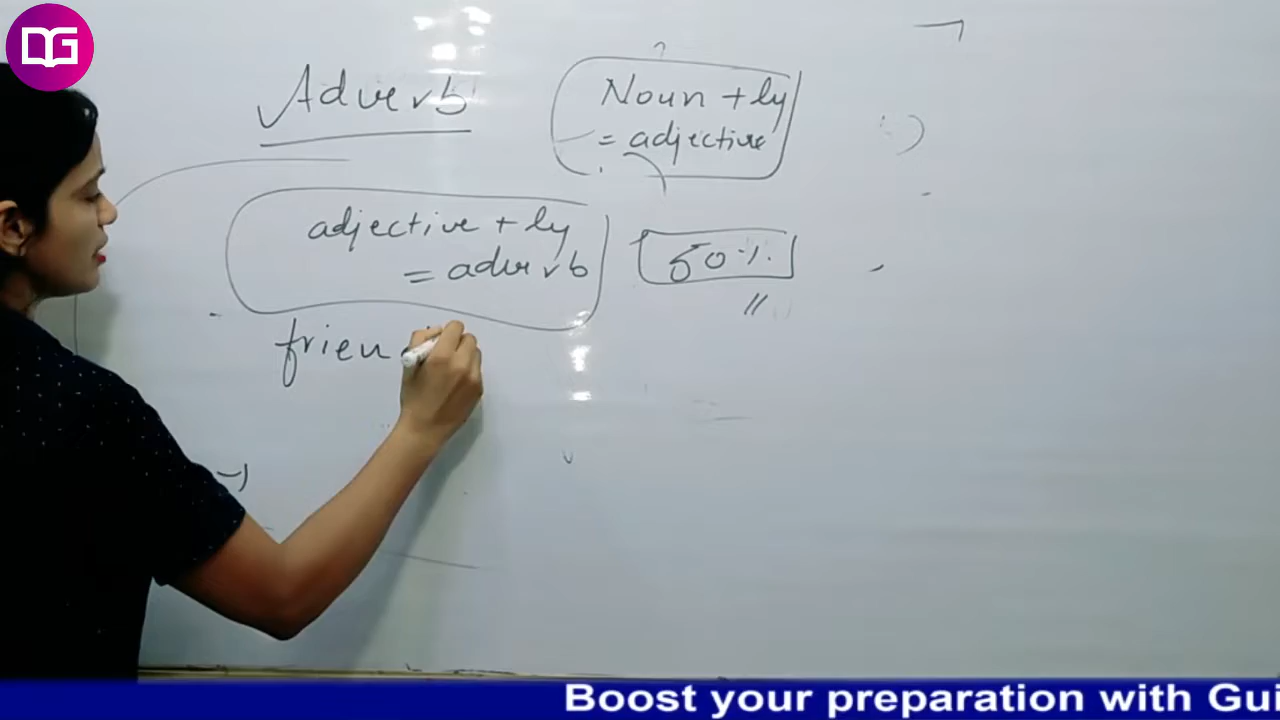 DG
Adverb
Noun + ly
= adjective
adjective + ly
= adverb
50%
frien
Boost your preparation with Gui